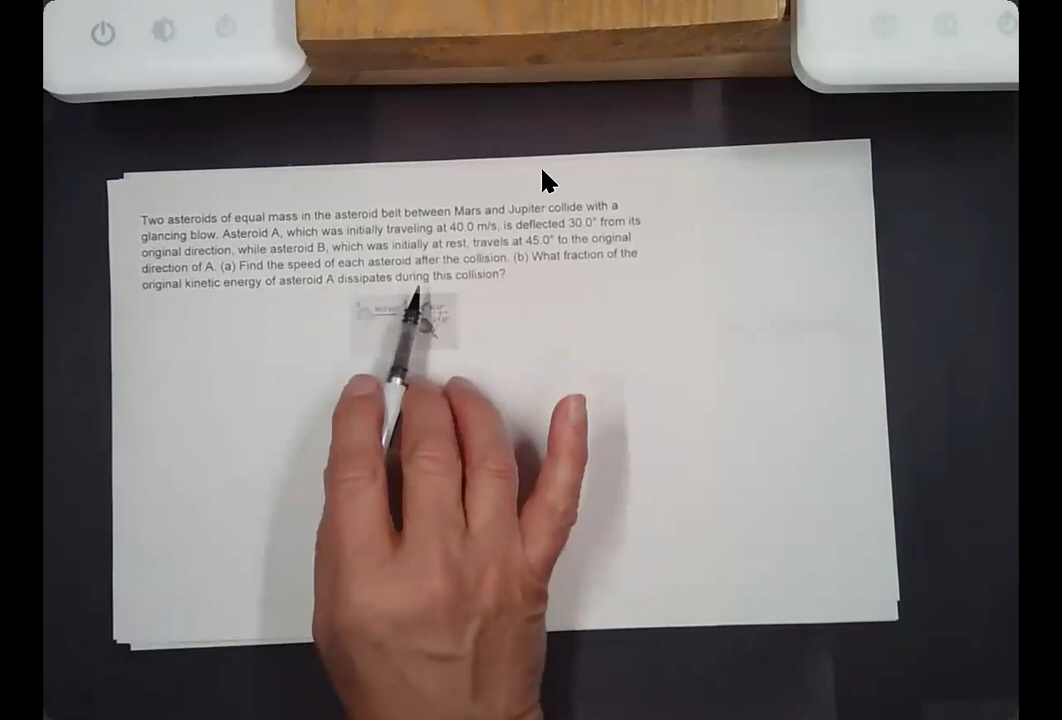 Two asteroids of equal mass in the asteroid belt between Mars and Jupiter collide with a
glancing blow. Asteroid A, which was initially traveling at 40.0 m/s, is deflected 30.0° from its
original direction, while asteroid B, which was initially at rest, travels at 45.0° to the original
direction of A. (a) Find the speed of each asteroid after the collision. (b) What fraction of the
original kinetic energy of asteroid A dissipates during this collision?